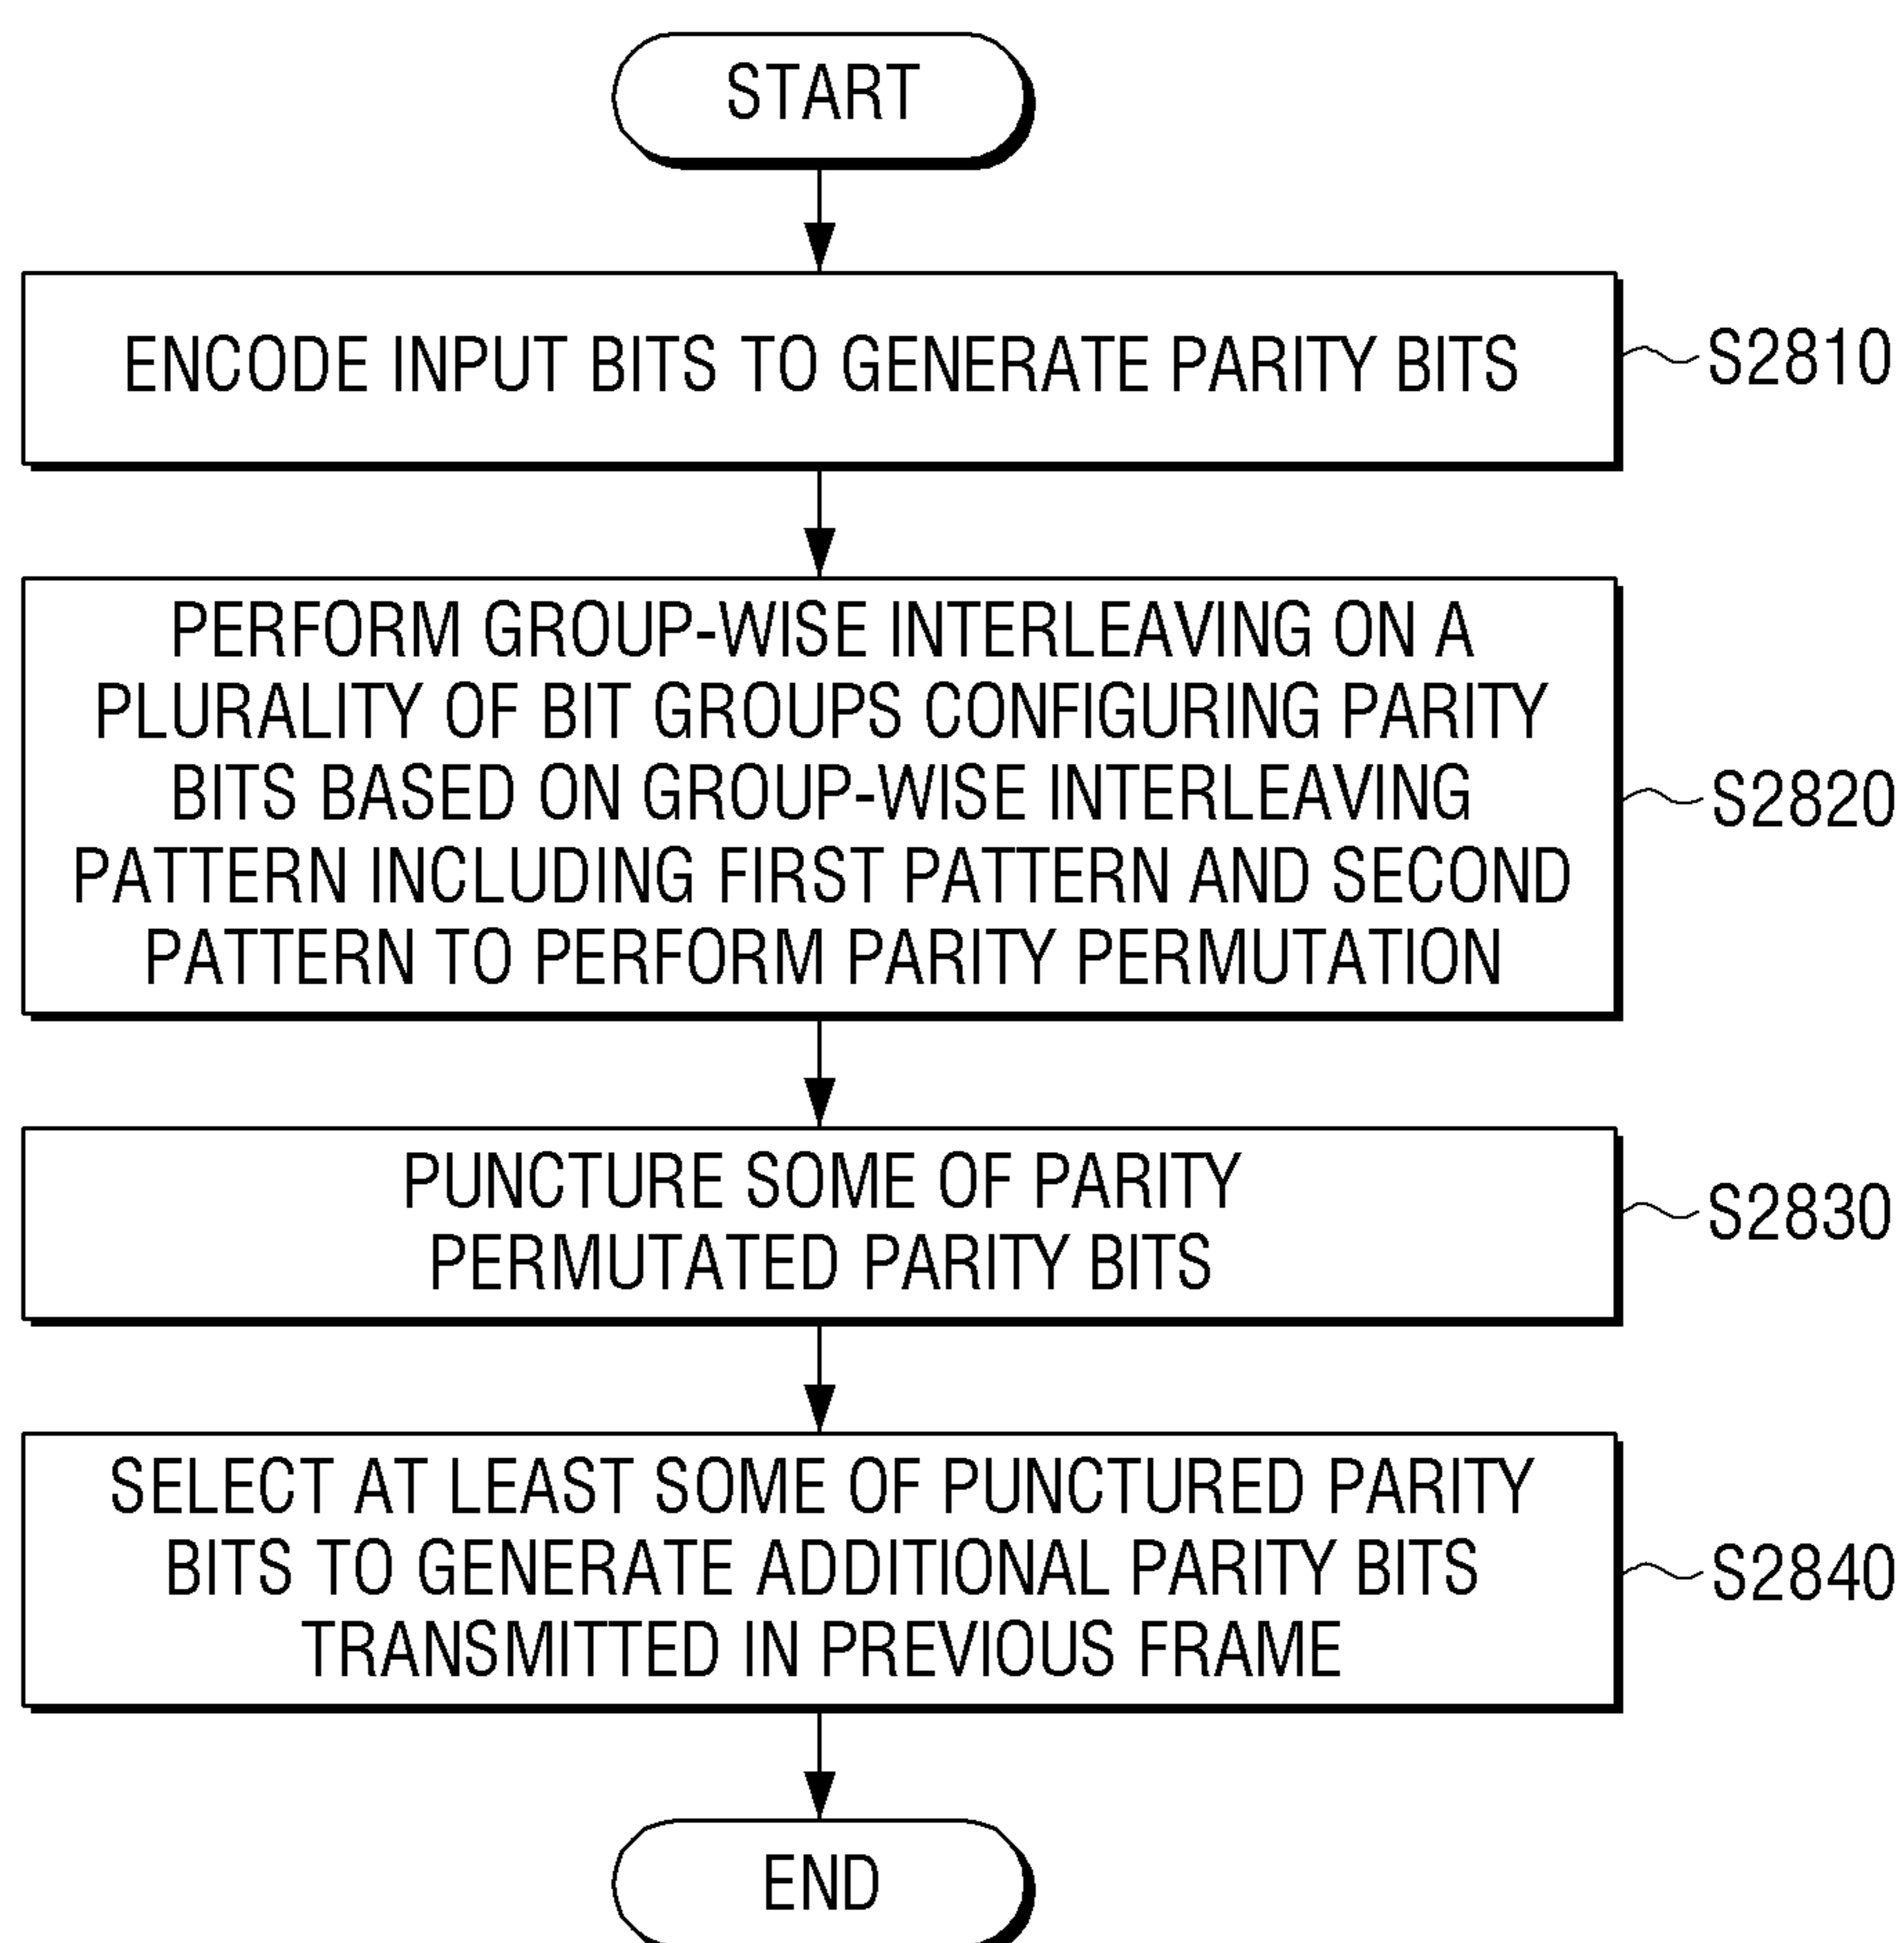 START
ENCODE INPUT BITS TO GENERATE PARITY BITS
S2810
PERFORM GROUP-WISE INTERLEAVING ON A
PLURALITY OF BIT GROUPS CONFIGURING PARITY
BITS BASED ON GROUP-WISE INTERLEAVING
PATTERN INCLUDING FIRST PATTERN AND SECOND
PATTERN TO PERFORM PARITY PERMUTATION
S2820
PUNCTURE SOME OF PARITY
PERMUTATED PARITY BITS
S2830
SELECT AT LEAST SOME OF PUNCTURED PARITY
BITS TO GENERATE ADDITIONAL PARITY BITS
TRANSMITTED IN PREVIOUS FRAME
S2840
END